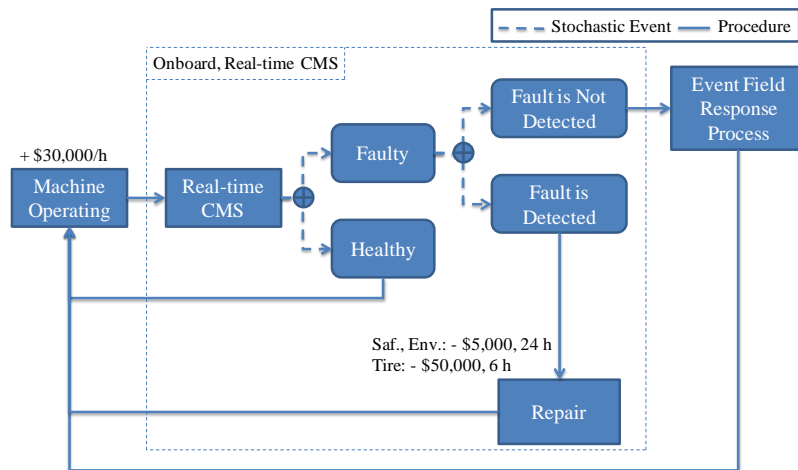 Stochastic Event
Procedure
Onboard, Real-time CMS
Fault is Not
Detected
Event Field
Response
Process
+ $30,000/h
Faulty
Machine
Operating
Real-time
CMS
Fault is
Detected
Healthy
Saf., Env.: - $5,000, 24 h
Tire: - $50,000, 6 h
Repair